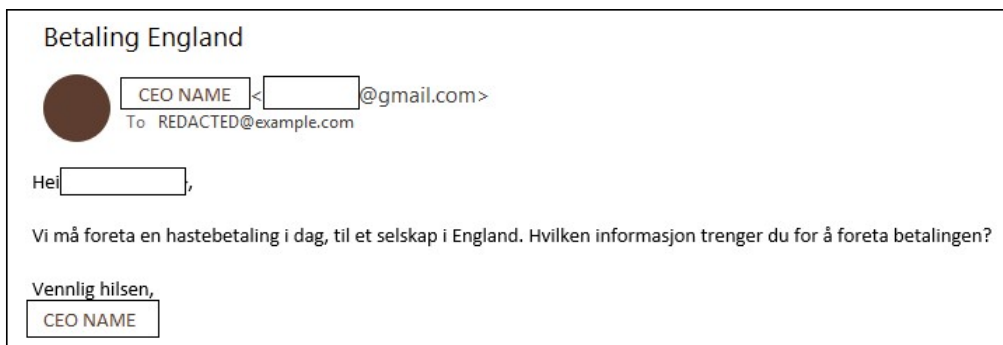 Betaling England
CEO NAME < @gmail.com>
To REDACTED@example.com
Hei ,
Vi må foreta en hastebetaling i dag, til et selskap i England. Hvilken informasjon trenger du for å foreta betalingen?
Vennlig hilsen,
CEO NAME